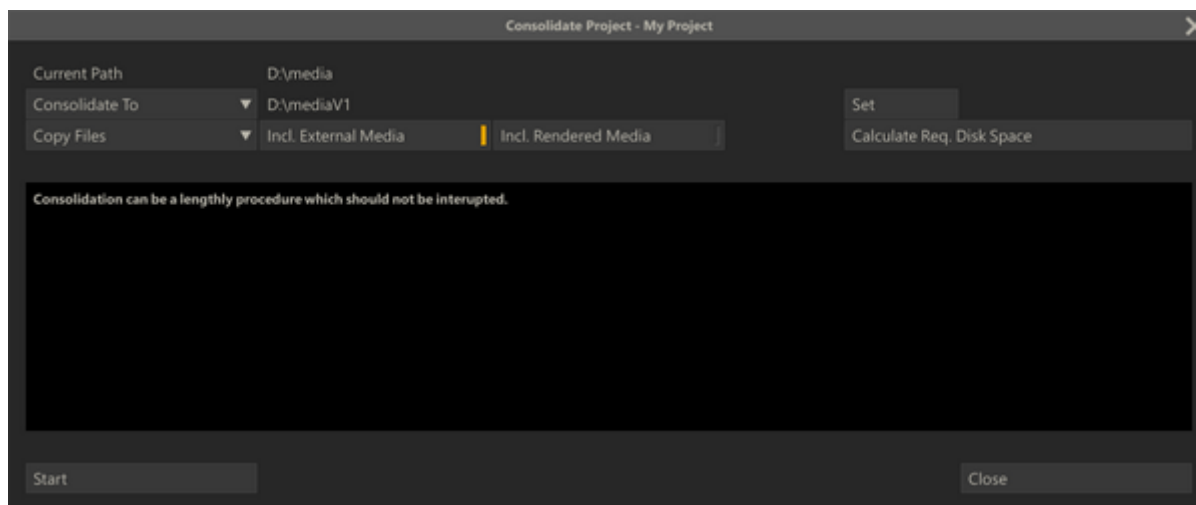 Consolidate Project - My Project
Current Path D:\media
Consolidate To D:\mediaV1 Set
Copy Files Incl. External Media Incl. Rendered Media Calculate Req. Disk Space
Consolidation can be a lengthly procedure which should not be interupted.
Start Close